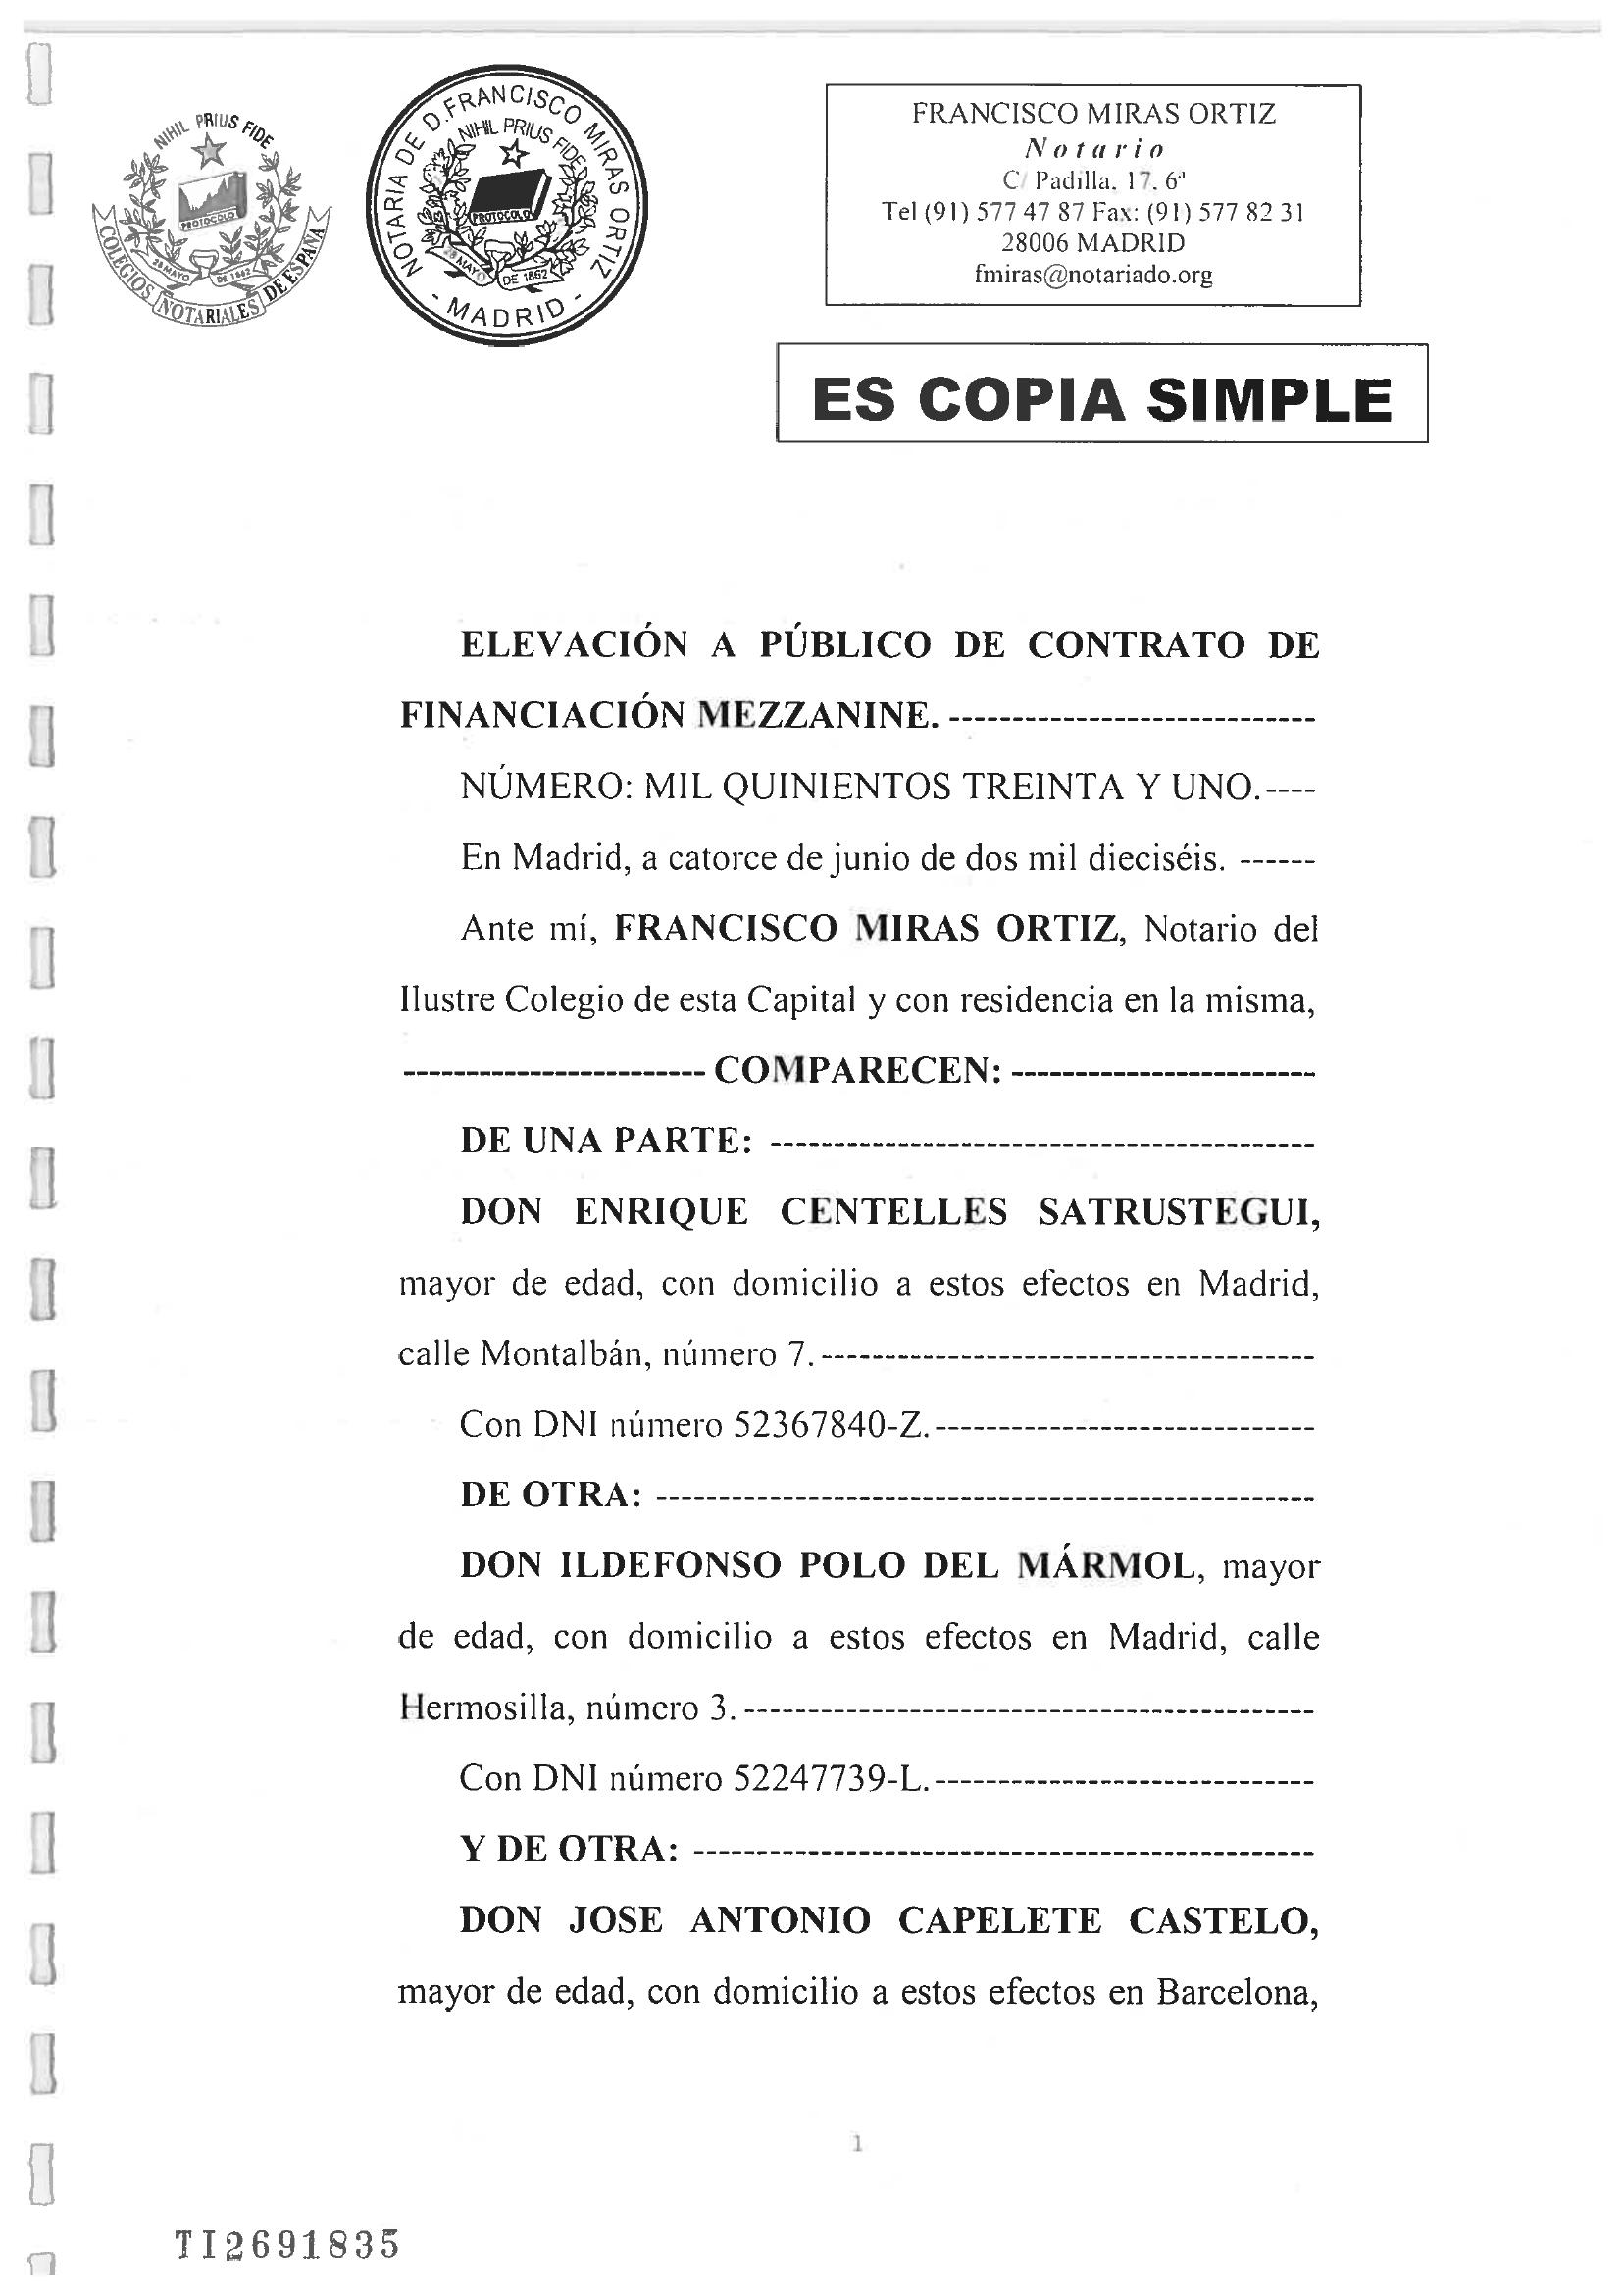 NIHIL PRIUS FIDE
PROTOCOLO
28 MAYO DE 1862
COLEGIOS NOTARIALES DE ESPAÑA
NOTARIA DE D. FRANCISCO MIRAS ORTIZ
NIHIL PRIUS FIDE
PROTOCOLO
28 MAYO DE 1862
- MADRID -
FRANCISCO MIRAS ORTIZ
Notario
C/ Padilla. 17. 6º
Tel (91) 577 47 87 Fax: (91) 577 82 31
28006 MADRID
fmiras@notariado.org
ES COPIA SIMPLE
ELEVACIÓN A PÚBLICO DE CONTRATO DE
FINANCIACIÓN MEZZANINE. -----------------------------
NÚMERO: MIL QUINIENTOS TREINTA Y UNO.----
En Madrid, a catorce de junio de dos mil dieciséis. ------
Ante mí, FRANCISCO MIRAS ORTIZ, Notario del
Ilustre Colegio de esta Capital y con residencia en la misma,
------------------------ COMPARECEN: ------------------------
DE UNA PARTE: -------------------------------------------
DON ENRIQUE CENTELLES SATRUSTEGUI,
mayor de edad, con domicilio a estos efectos en Madrid,
calle Montalbán, número 7.---------------------------------------
Con DNI número 52367840-Z.------------------------------
DE OTRA: ----------------------------------------------------
DON ILDEFONSO POLO DEL MÁRMOL, mayor
de edad, con domicilio a estos efectos en Madrid, calle
Hermosilla, número 3.---------------------------------------------
Con DNI número 52247739-L.------------------------------
Y DE OTRA: -------------------------------------------------
DON JOSE ANTONIO CAPELETE CASTELO,
mayor de edad, con domicilio a estos efectos en Barcelona,
1
TI2691835